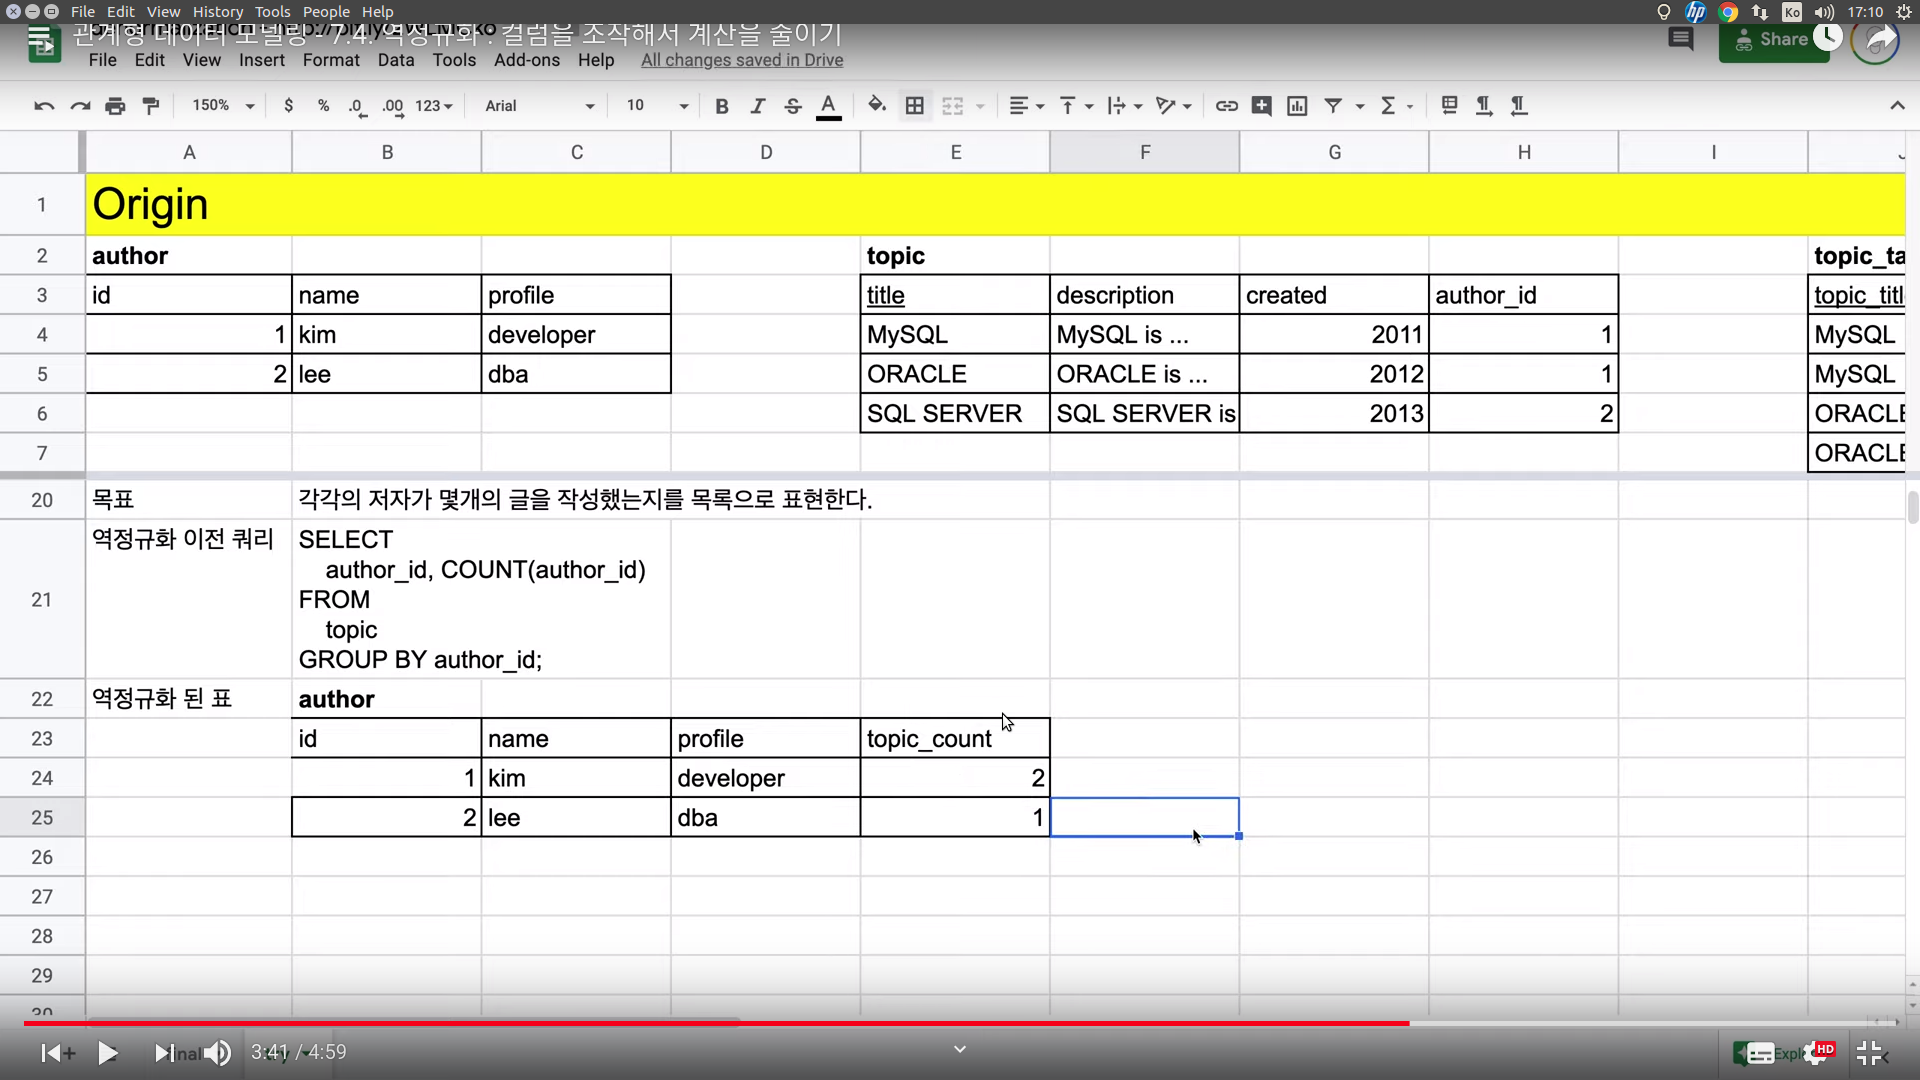 File Edit View History Tools People Help
Ko 17:10
관계형 데이터 모델링 - 7.4. 역정규화 : 컬럼을 조작해서 계산을 줄이기
File Edit View Insert Format Data Tools Add-ons Help All changes saved in Drive
Share
150% $ % .0 .00 123 Arial 10 B I S A
A B C D E F G H I
1 Origin
2 author topic topic_ta
3 id name profile title description created author_id topic_titl
4 1 kim developer MySQL MySQL is ... 2011 1 MySQL
5 2 lee dba ORACLE ORACLE is ... 2012 1 MySQL
6 SQL SERVER SQL SERVER is 2013 2 ORACLE
7 ORACLE
20 목표 각각의 저자가 몇개의 글을 작성했는지를 목록으로 표현한다.
21 역정규화 이전 쿼리 SELECT
author_id, COUNT(author_id)
FROM
topic
GROUP BY author_id;
22 역정규화 된 표 author
23 id name profile topic_count
24 1 kim developer 2
25 2 lee dba 1
26
27
28
29
30
3:41 / 4:59
HD